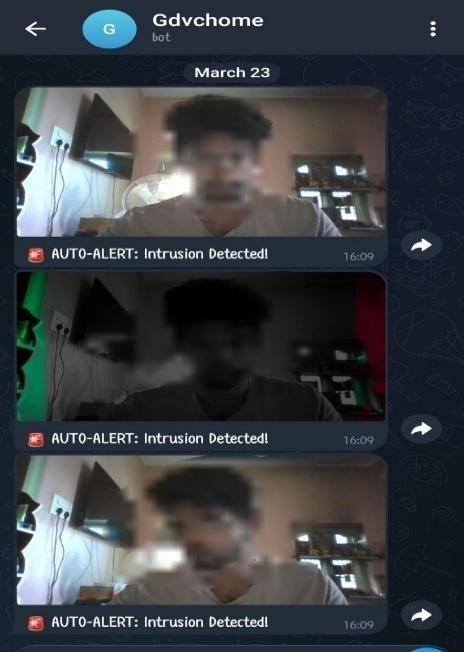 Gdvchome
G
bot
March 23
🚨 AUTO-ALERT: Intrusion Detected! 16:09
🚨 AUTO-ALERT: Intrusion Detected! 16:09
🚨 AUTO-ALERT: Intrusion Detected! 16:09